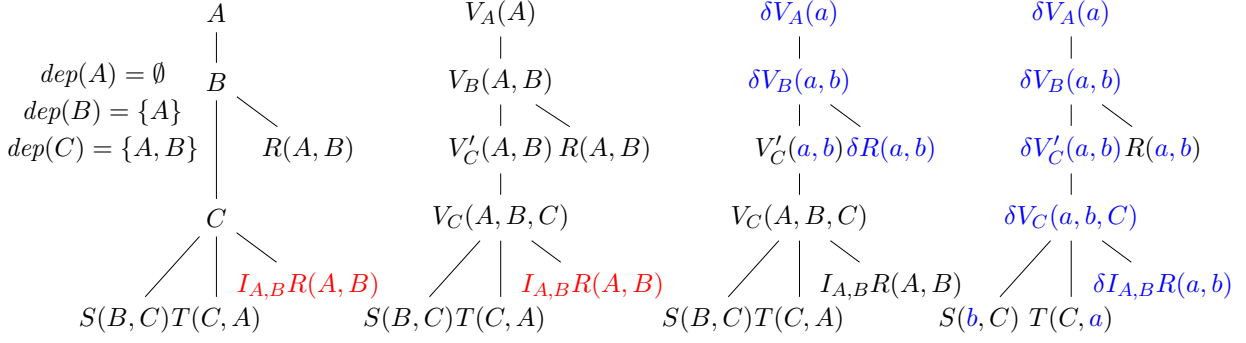 A V_A(A) δV_A(a) δV_A(a)
dep(A) = ∅ B V_B(A, B) δV_B(a, b) δV_B(a, b)
dep(B) = {A}
dep(C) = {A, B} R(A, B) V'_C(A, B) R(A, B) V'_C(a, b) δR(a, b) δV'_C(a, b) R(a, b)
C V_C(A, B, C) V_C(A, B, C) δV_C(a, b, C)
I_{A,B}R(A, B) I_{A,B}R(A, B) I_{A,B}R(A, B) δI_{A,B}R(a, b)
S(B, C) T(C, A) S(B, C) T(C, A) S(B, C) T(C, A) S(b, C) T(C, a)